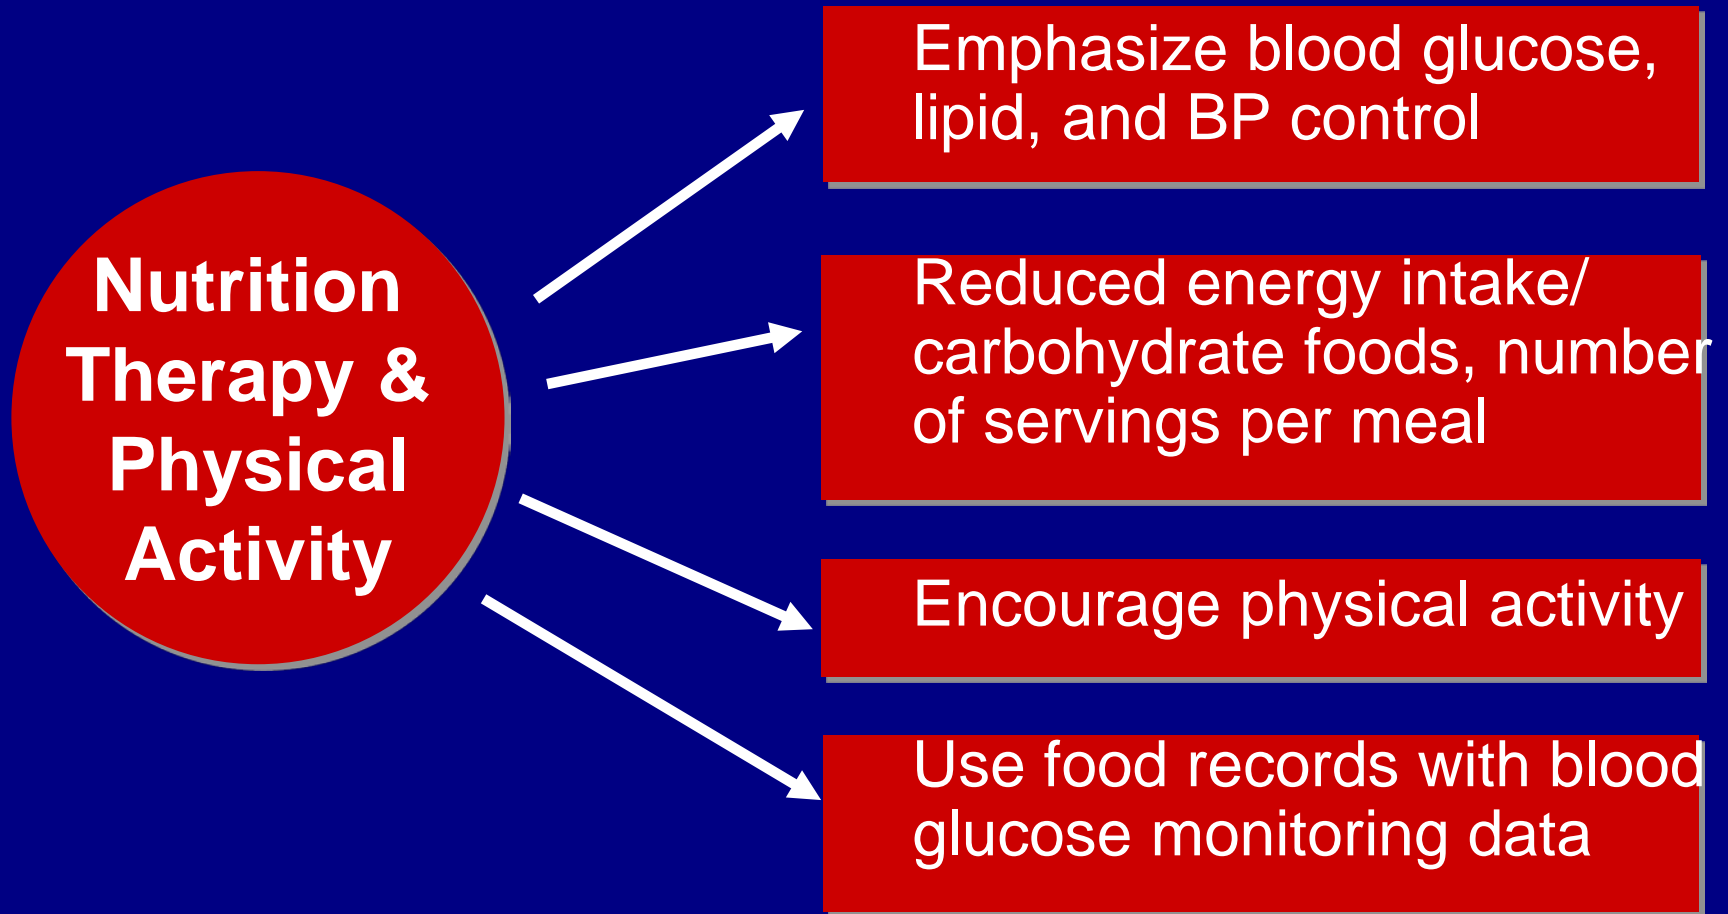 Nutrition
Therapy &
Physical
Activity
Emphasize blood glucose,
lipid, and BP control
Reduced energy intake/
carbohydrate foods, number
of servings per meal
Encourage physical activity
Use food records with blood
glucose monitoring data